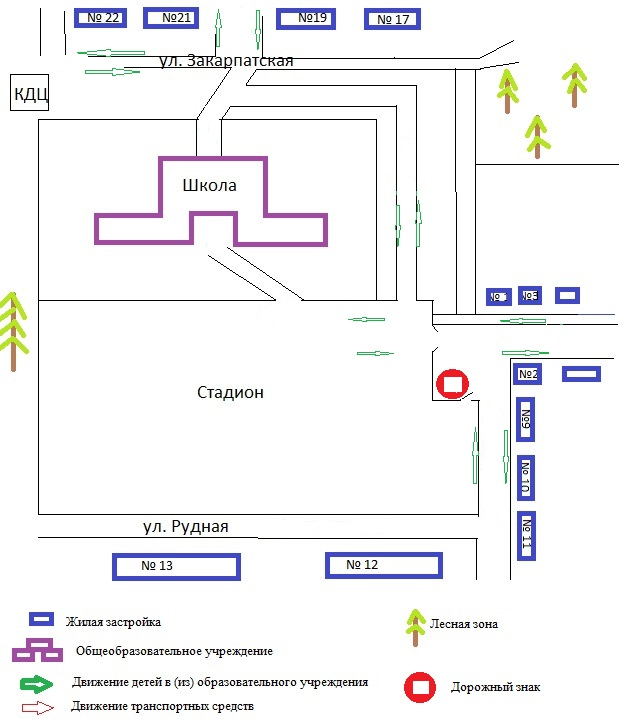 № 22
№21
№19
№ 17
ул. Закарпатская
КДЦ
Школа
№3
Стадион
№2
№9
№ 10
№ 11
ул. Рудная
№ 13
№ 12
Жилая застройка
Лесная зона
Общеобразовательное учреждение
Движение детей в (из) образовательного учреждения
Дорожный знак
Движение транспортных средств